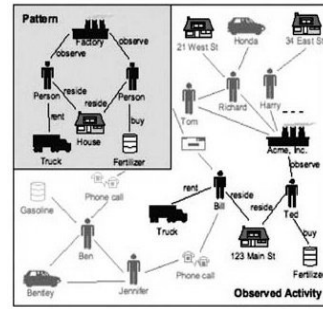 Pattern
Factory
observe
observe
Person
Person
reside
reside
rent
House
buy
Truck
Fertilizer
21 West St
Honda
34 East St
Tom
Richard
Harry
Acme, Inc.
observe
Phone call
Gasoline
rent
reside
Bill
Truck
reside
Ted
buy
Ben
123 Main St
Phone call
Fertilizer
Bentley
Jennifer
Observed Activity